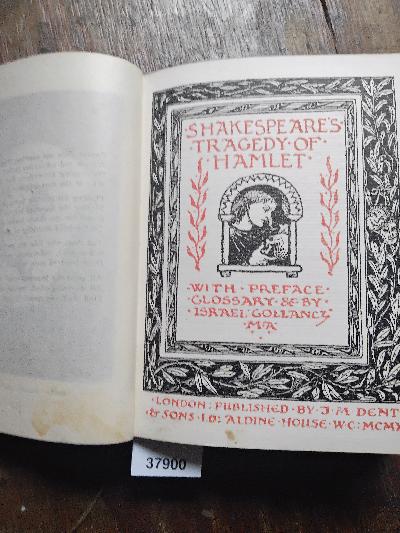 ·SHAKESPEARE'S·
TRAGEDY·OF·
·HAMLET·
·WITH·PREFACE·
GLOSSARY·&·BY·
·ISRAEL·GOLLANCZ·
M·A·
·LONDON: PUBLISHED·BY·J·M·DENT·
&·SONS·LD: ALDINE·HOUSE·W·C: MCMX
37900